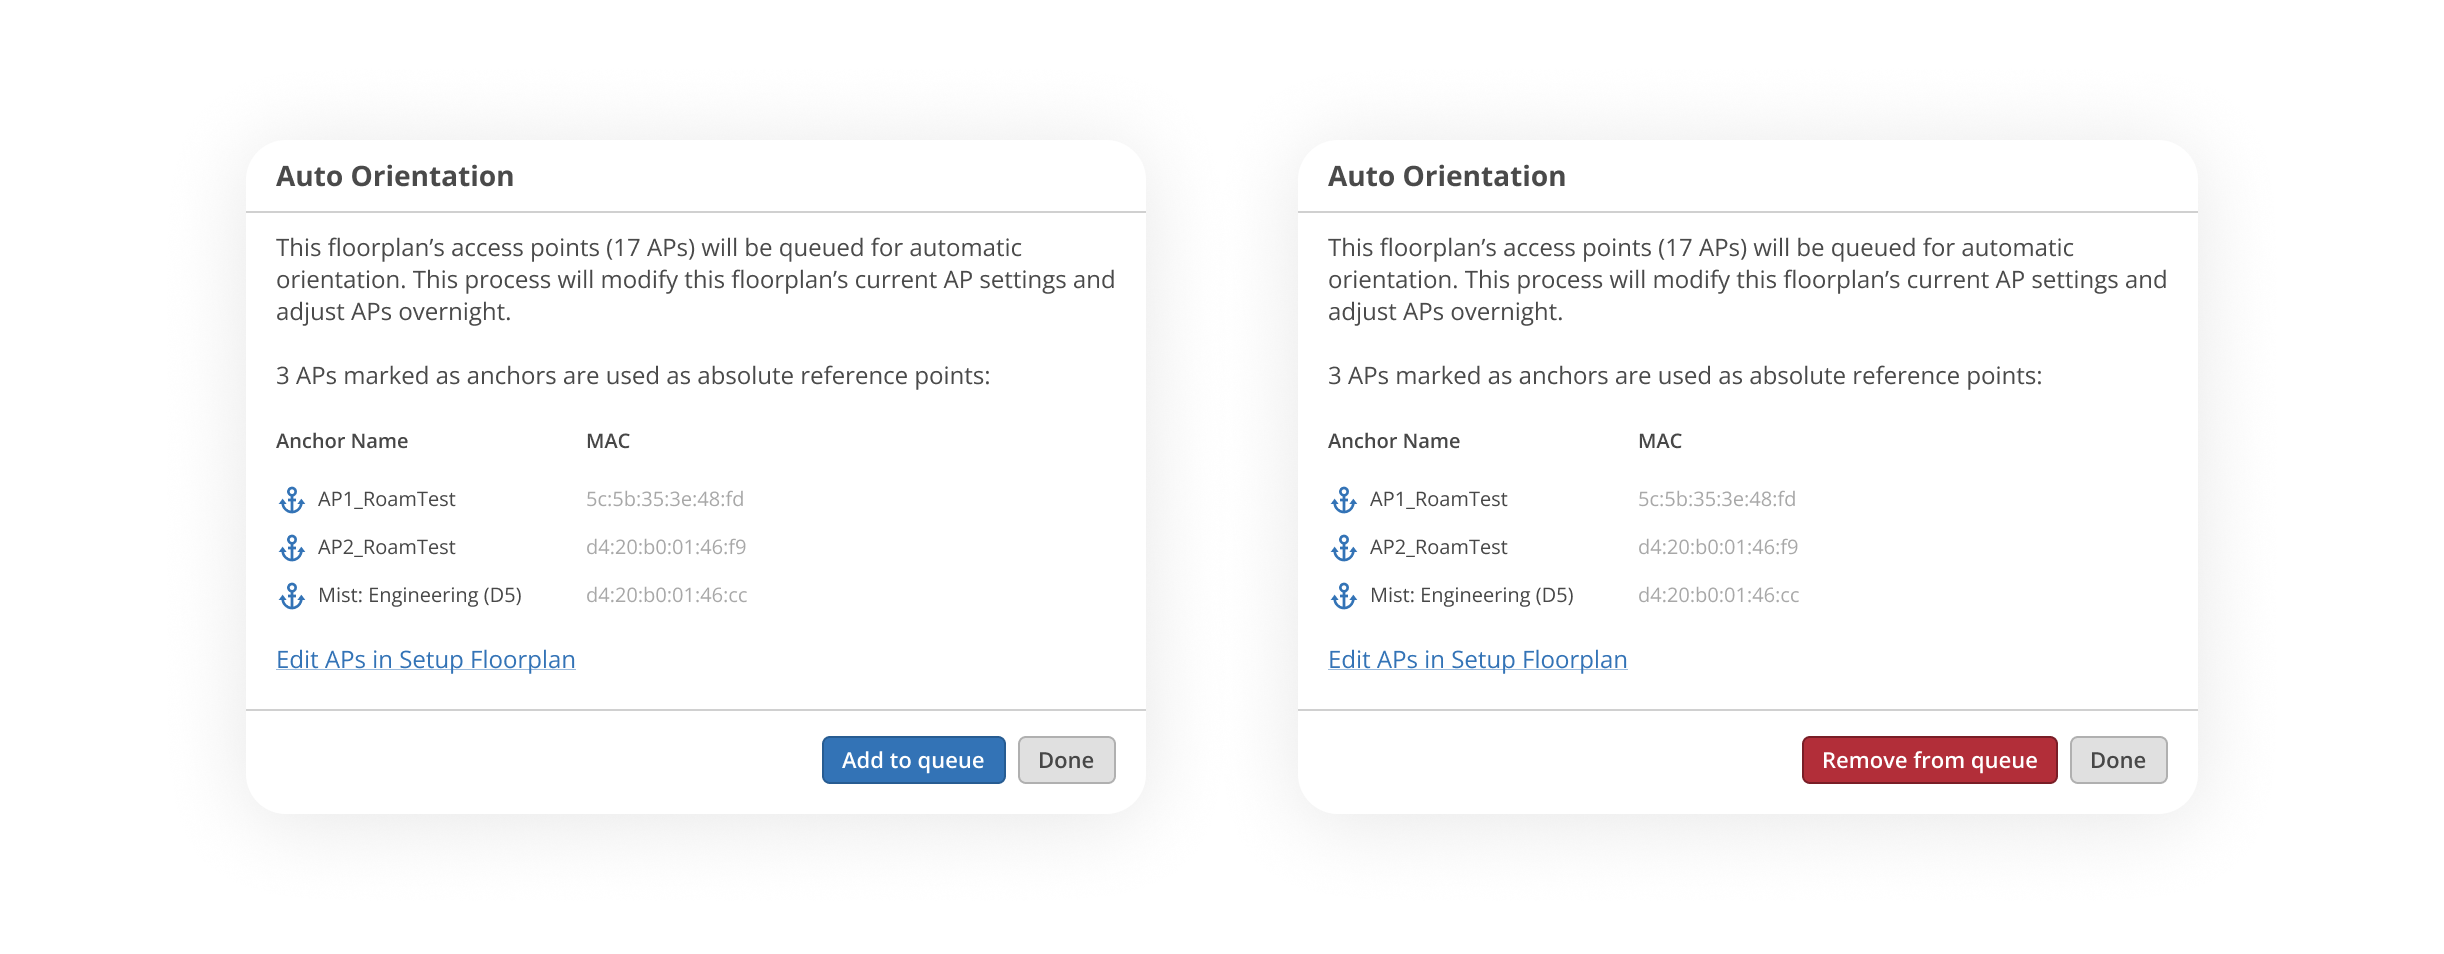 Auto Orientation
This floorplan’s access points (17 APs) will be queued for automatic
orientation. This process will modify this floorplan’s current AP settings and
adjust APs overnight.
3 APs marked as anchors are used as absolute reference points:
Anchor Name MAC
AP1_RoamTest 5c:5b:35:3e:48:fd
AP2_RoamTest d4:20:b0:01:46:f9
Mist: Engineering (D5) d4:20:b0:01:46:cc
Edit APs in Setup Floorplan
Add to queue Done
Auto Orientation
This floorplan’s access points (17 APs) will be queued for automatic
orientation. This process will modify this floorplan’s current AP settings and
adjust APs overnight.
3 APs marked as anchors are used as absolute reference points:
Anchor Name MAC
AP1_RoamTest 5c:5b:35:3e:48:fd
AP2_RoamTest d4:20:b0:01:46:f9
Mist: Engineering (D5) d4:20:b0:01:46:cc
Edit APs in Setup Floorplan
Remove from queue Done